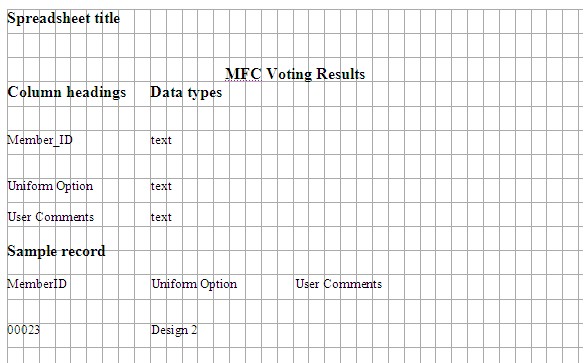 Spreadsheet title
MFC Voting Results
Column headings Data types
Member_ID text
Uniform Option text
User Comments text
Sample record
MemberID Uniform Option User Comments
00023 Design 2